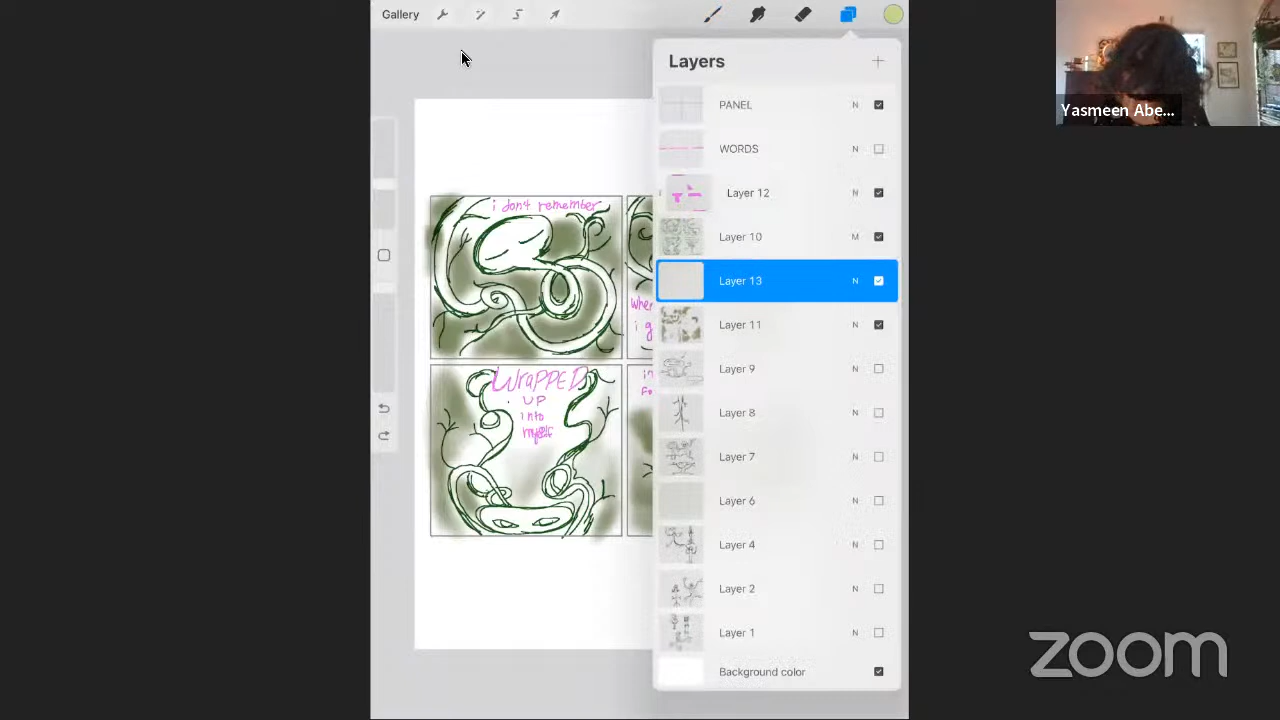 Gallery
Layers
PANEL N
WORDS N
Layer 12 N
Layer 10 M
Layer 13 N
Layer 11 N
Layer 9 N
Layer 8 N
Layer 7 N
Layer 6 N
Layer 4 N
Layer 2 N
Layer 1 N
Background color
i don't remember
i g
WRAPPED
UP
into
myself
in
Yasmeen Abe...
zoom